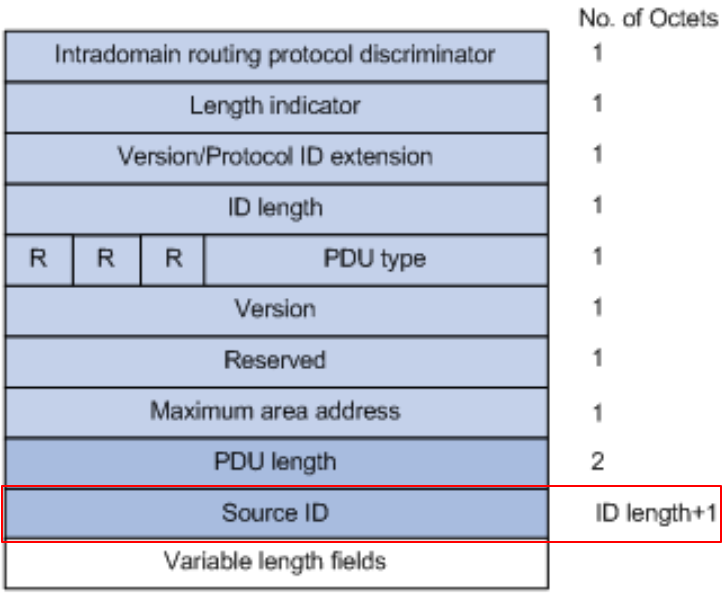 No. of Octets
Intradomain routing protocol discriminator 1
Length indicator 1
Version/Protocol ID extension 1
ID length 1
R R R PDU type 1
Version 1
Reserved 1
Maximum area address 1
PDU length 2
Source ID ID length+1
Variable length fields